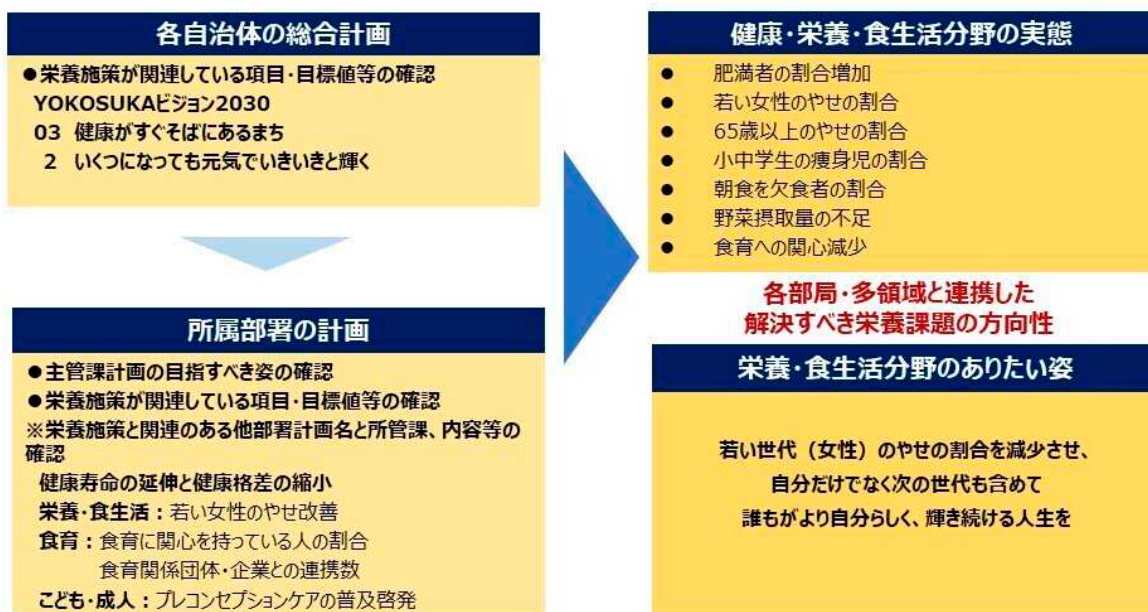 各自治体の総合計画
●栄養施策が関連している項目・目標値等の確認
YOKOSUKAビジョン2030
03 健康がすぐそばにあるまち
2 いくつになっても元気でいきいきと輝く
所属部署の計画
●主管課計画の目指すべき姿の確認
●栄養施策が関連している項目・目標値等の確認
※栄養施策と関連のある他部署計画名と所管課、内容等の
確認
健康寿命の延伸と健康格差の縮小
栄養・食生活：若い女性のやせ改善
食育：食育に関心を持っている人の割合
食育関係団体・企業との連携数
こども・成人：プレコンセプションケアの普及啓発
健康・栄養・食生活分野の実態
● 肥満者の割合増加
● 若い女性のやせの割合
● 65歳以上のやせの割合
● 小中学生の痩身児の割合
● 朝食を欠食者の割合
● 野菜摂取量の不足
● 食育への関心減少
各部局・多領域と連携した
解決すべき栄養課題の方向性
栄養・食生活分野のありたい姿
若い世代（女性）のやせの割合を減少させ、
自分だけでなく次の世代も含めて
誰もがより自分らしく、輝き続ける人生を